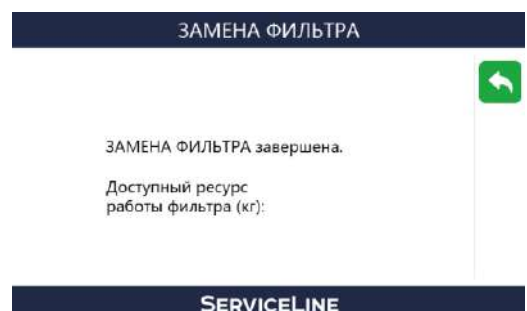 ЗАМЕНА ФИЛЬТРА
ЗАМЕНА ФИЛЬТРА завершена.
Доступный ресурс
работы фильтра (кг):
SERVICELINE